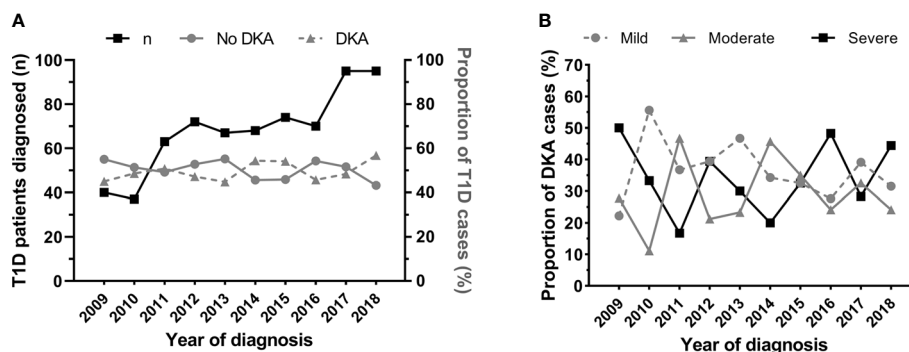 A
n No DKA DKA
T1D patients diagnosed (n)
100
80
60
40
20
0
100
80
60
40
20
0
Proportion of T1D cases (%)
2009 2010 2011 2012 2013 2014 2015 2016 2017 2018
Year of diagnosis
B
Mild Moderate Severe
Proportion of DKA cases (%)
70
60
50
40
30
20
10
0
2009 2010 2011 2012 2013 2014 2015 2016 2017 2018
Year of diagnosis